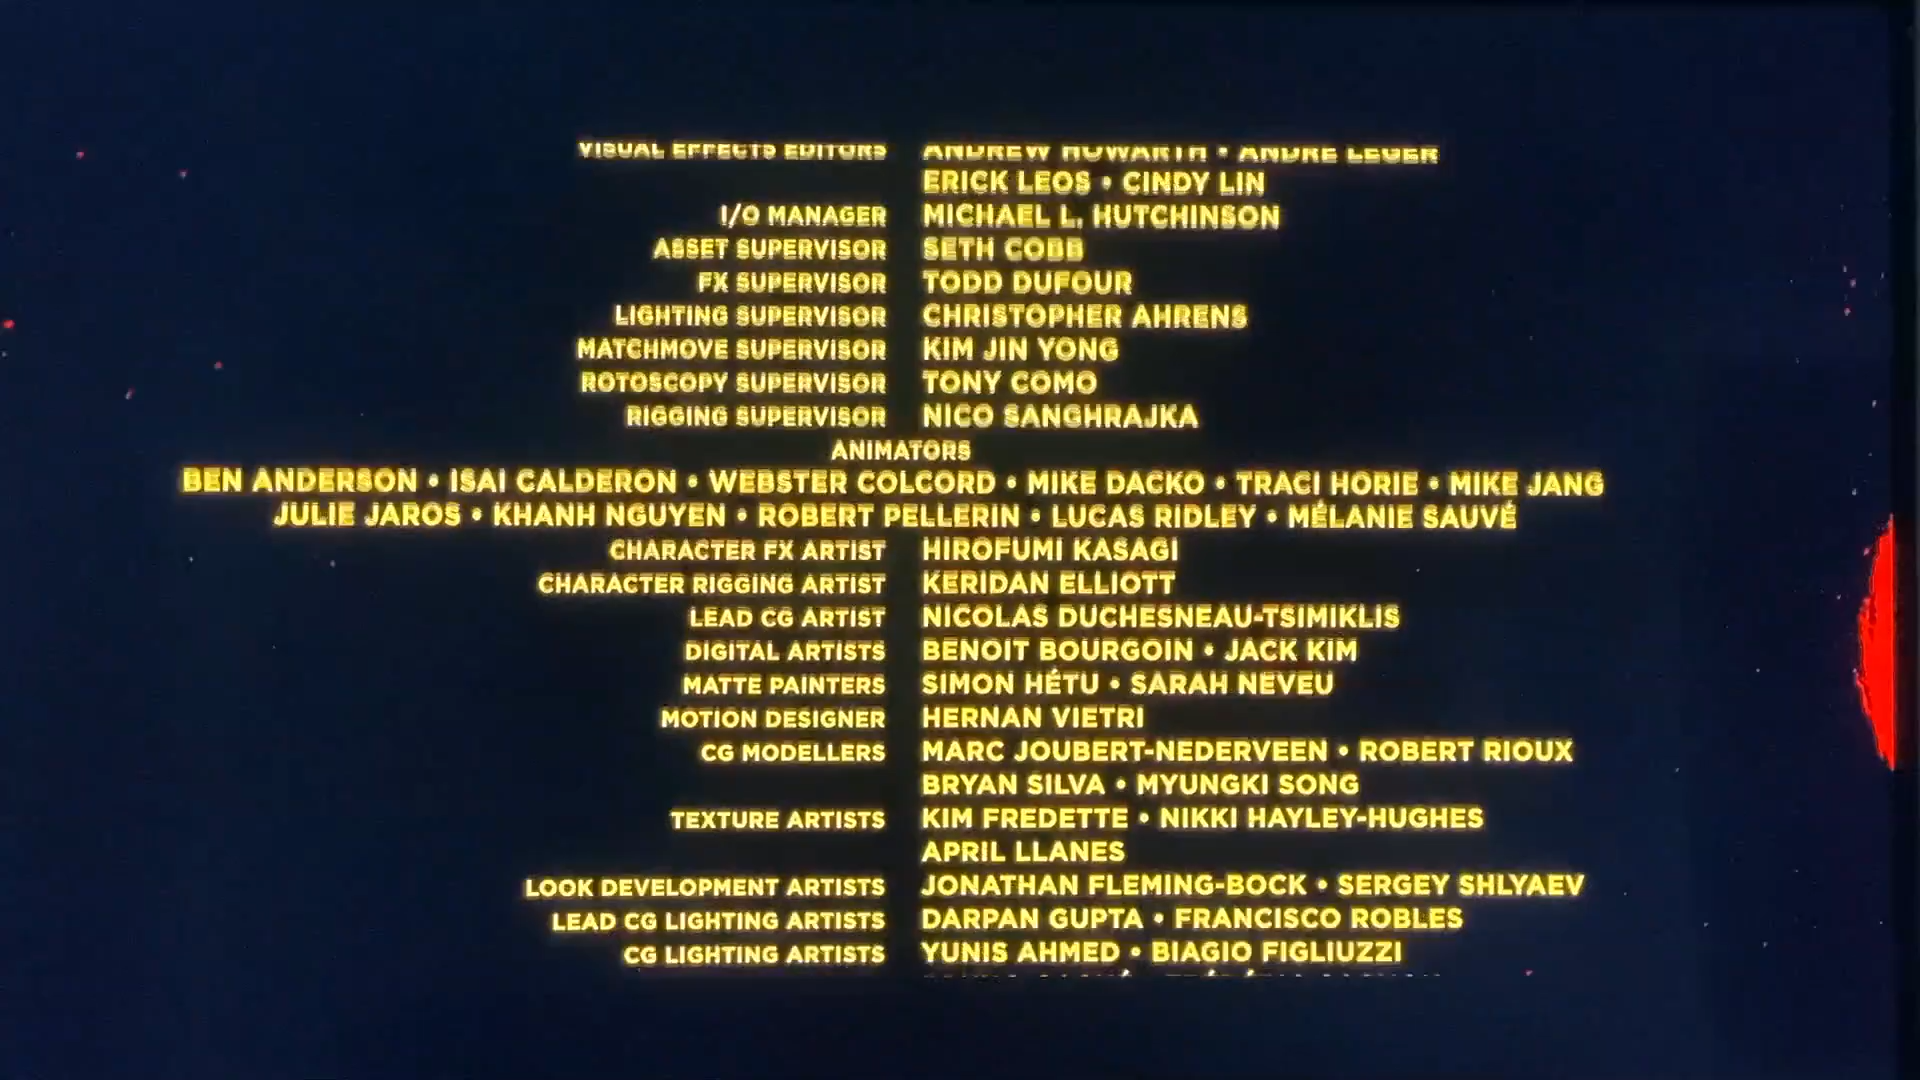 VISUAL EFFECTS EDITORS ANDREW HOWARTH • ANDRE LEGER
ERICK LEOS • CINDY LIN
I/O MANAGER MICHAEL L. HUTCHINSON
ASSET SUPERVISOR SETH COBB
FX SUPERVISOR TODD DUFOUR
LIGHTING SUPERVISOR CHRISTOPHER AHRENS
MATCHMOVE SUPERVISOR KIM JIN YONG
ROTOSCOPY SUPERVISOR TONY COMO
RIGGING SUPERVISOR NICO SANGHRAJKA
ANIMATORS
BEN ANDERSON • ISAI CALDERON • WEBSTER COLCORD • MIKE DACKO • TRACI HORIE • MIKE JANG
JULIE JAROS • KHANH NGUYEN • ROBERT PELLERIN • LUCAS RIDLEY • MÉLANIE SAUVÉ
CHARACTER FX ARTIST HIROFUMI KASAGI
CHARACTER RIGGING ARTIST KERIDAN ELLIOTT
LEAD CG ARTIST NICOLAS DUCHESNEAU-TSIMIKLIS
DIGITAL ARTISTS BENOIT BOURGOIN • JACK KIM
MATTE PAINTERS SIMON HÉTU • SARAH NEVEU
MOTION DESIGNER HERNAN VIETRI
CG MODELLERS MARC JOUBERT-NEDERVEEN • ROBERT RIOUX
BRYAN SILVA • MYUNGKI SONG
TEXTURE ARTISTS KIM FREDETTE • NIKKI HAYLEY-HUGHES
APRIL LLANES
LOOK DEVELOPMENT ARTISTS JONATHAN FLEMING-BOCK • SERGEY SHLYAEV
LEAD CG LIGHTING ARTISTS DARPAN GUPTA • FRANCISCO ROBLES
CG LIGHTING ARTISTS YUNIS AHMED • BIAGIO FIGLIUZZI